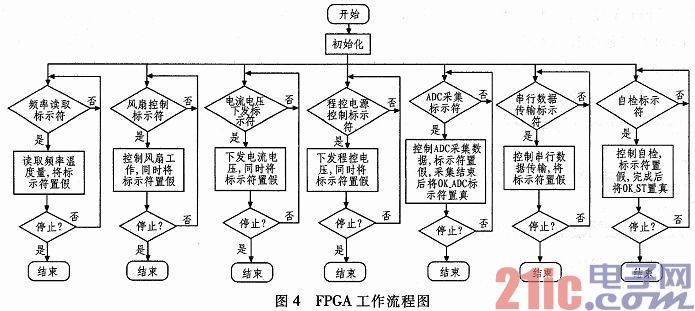 开始
初始化
频率读取
标示符
否
是
读取频率温
度量,将标
示符置假
停止?
否
是
结束
风扇控制
标示符
否
是
控制风扇工
作,同时将
标示符置假
停止?
否
是
结束
电流电压
下发标
示符
否
是
下发电流电
压,同时将
标示符置假
停止?
否
是
结束
程控电源
控制标示
符
否
是
下发程控电
压,同时将
标示符置假
停止?
否
是
结束
ADC采集
标示符
否
是
控制ADC采集数
据,标示符置
假,采集结束
后将OK_ADC标
示符置真
停止?
否
是
结束
串行数据
传输标示
符
否
是
控制串行数
据传输,将
标示符置假
停止?
否
是
结束
自检标示
符
否
是
控制自检,
标示符置
假,完成后
将OK_ST置真
停止?
否
是
结束
图4 FPGA工作流程图
21ic.电子网